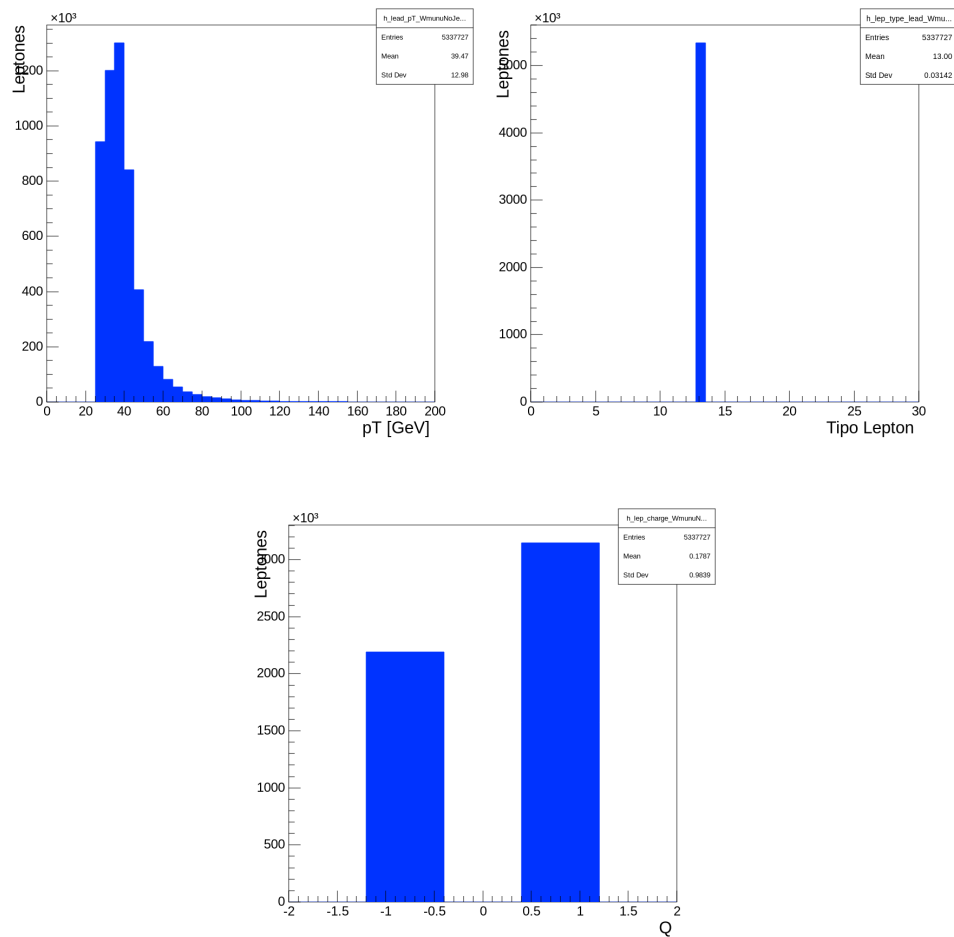 ×10³
h_lead_pT_WmunuNoJe...
Entries 5337727
Mean 39.47
Std Dev 12.98
Leptones
1200
1000
800
600
400
200
0
0 20 40 60 80 100 120 140 160 180 200
pT [GeV]
×10³
h_lep_type_lead_Wmu...
Entries 5337727
Mean 13.00
Std Dev 0.03142
Leptones
5000
4000
3000
2000
1000
0
0 5 10 15 20 25 30
Tipo Lepton
×10³
h_lep_charge_WmunuN...
Entries 5337727
Mean 0.1787
Std Dev 0.9839
Leptones
3000
2500
2000
1500
1000
500
0
-2 -1.5 -1 -0.5 0 0.5 1 1.5 2
Q